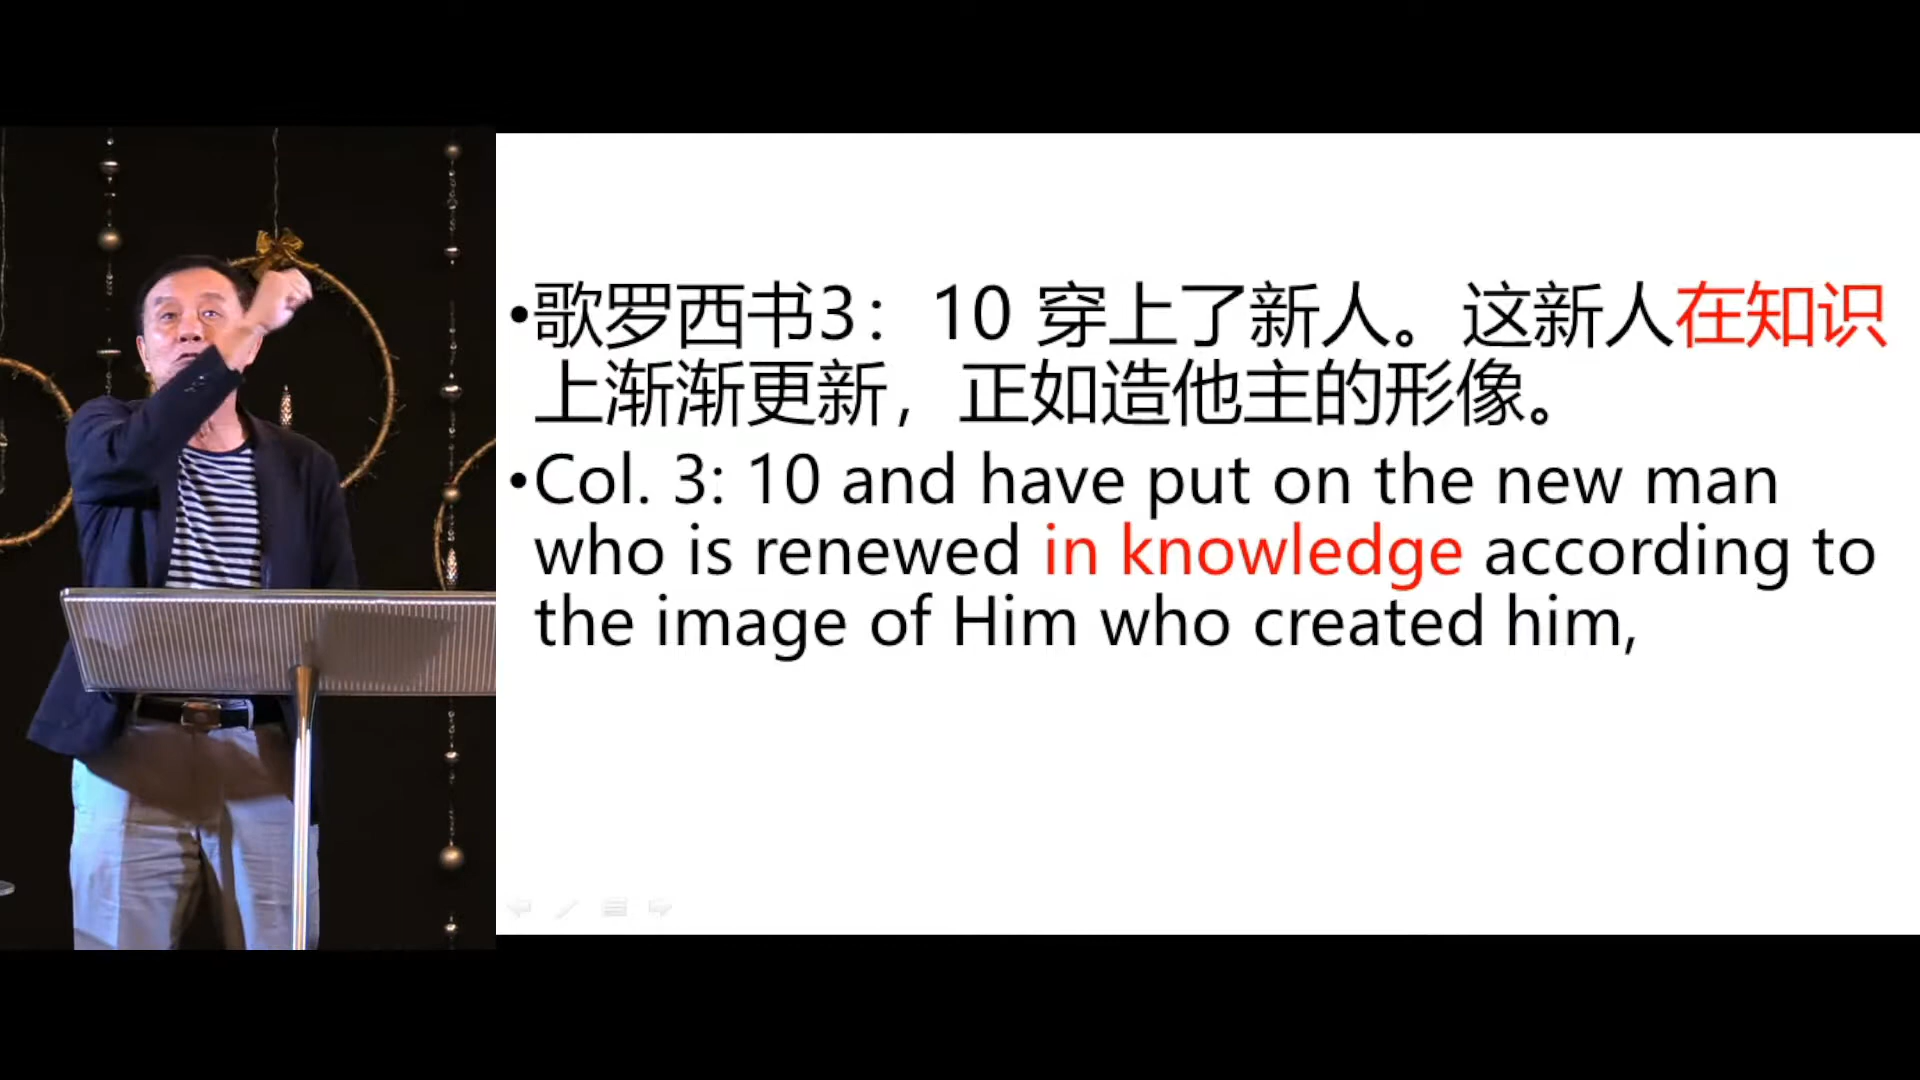 •歌罗西书3：10 穿上了新人。这新人在知识
上渐渐更新，正如造他主的形像。
•Col. 3: 10 and have put on the new man
who is renewed in knowledge according to
the image of Him who created him,